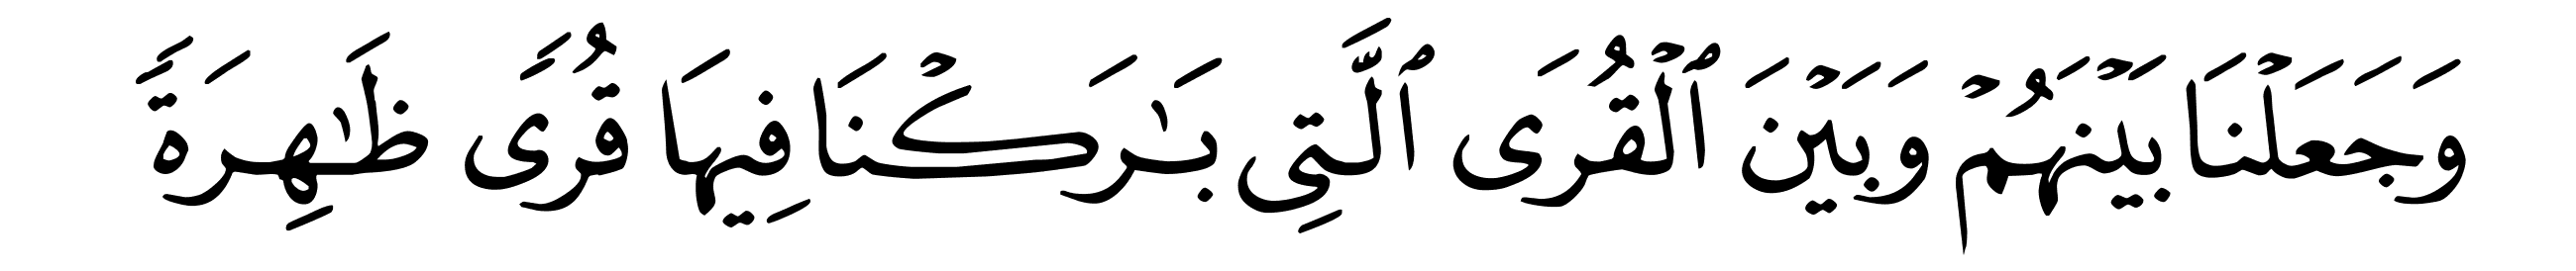 وَجَعَلْنَا بَيْنَهُمْ وَبَيْنَ ٱلْقُرَى ٱلَّتِي بَـٰرَكْنَا فِيهَا قُرًى ظَـٰهِرَةً